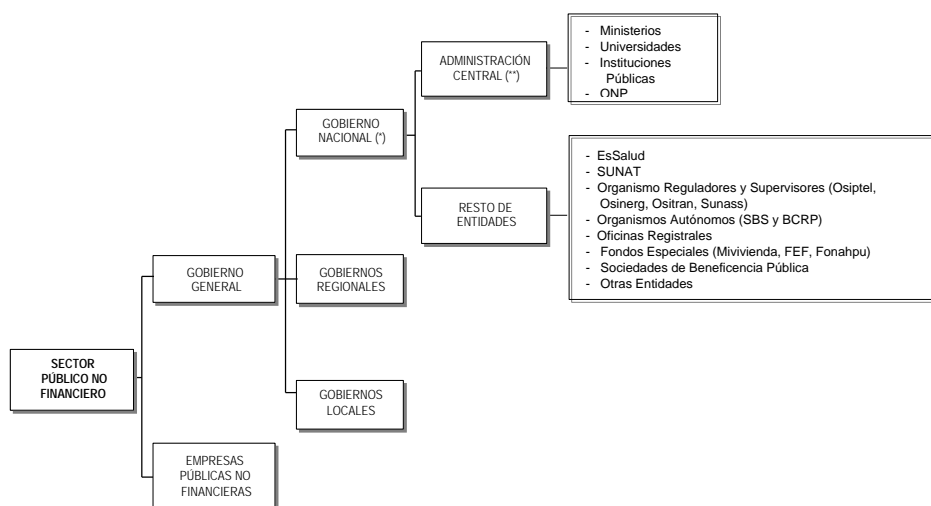 - Ministerios
- Universidades
- Instituciones
Públicas
- ONP
ADMINISTRACIÓN
CENTRAL (**)
GOBIERNO
NACIONAL (*)
- EsSalud
- SUNAT
- Organismo Reguladores y Supervisores (Osiptel,
Osinerg, Ositran, Sunass)
- Organismos Autónomos (SBS y BCRP)
- Oficinas Registrales
- Fondos Especiales (Mivivienda, FEF, Fonahpu)
- Sociedades de Beneficencia Pública
- Otras Entidades
RESTO DE
ENTIDADES
GOBIERNO
GENERAL
GOBIERNOS
REGIONALES
SECTOR
PÚBLICO NO
FINANCIERO
GOBIERNOS
LOCALES
EMPRESAS
PÚBLICAS NO
FINANCIERAS